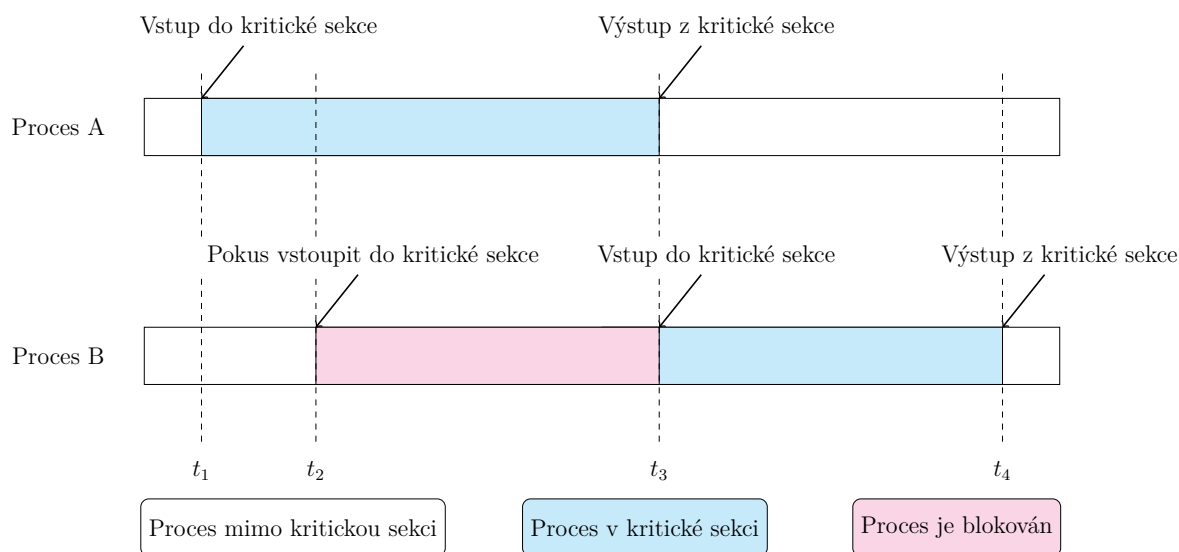 Vstup do kritické sekce
Výstup z kritické sekce
Proces A
Pokus vstoupit do kritické sekce
Vstup do kritické sekce
Výstup z kritické sekce
Proces B
t1
t2
t3
t4
Proces mimo kritickou sekci
Proces v kritické sekci
Proces je blokován